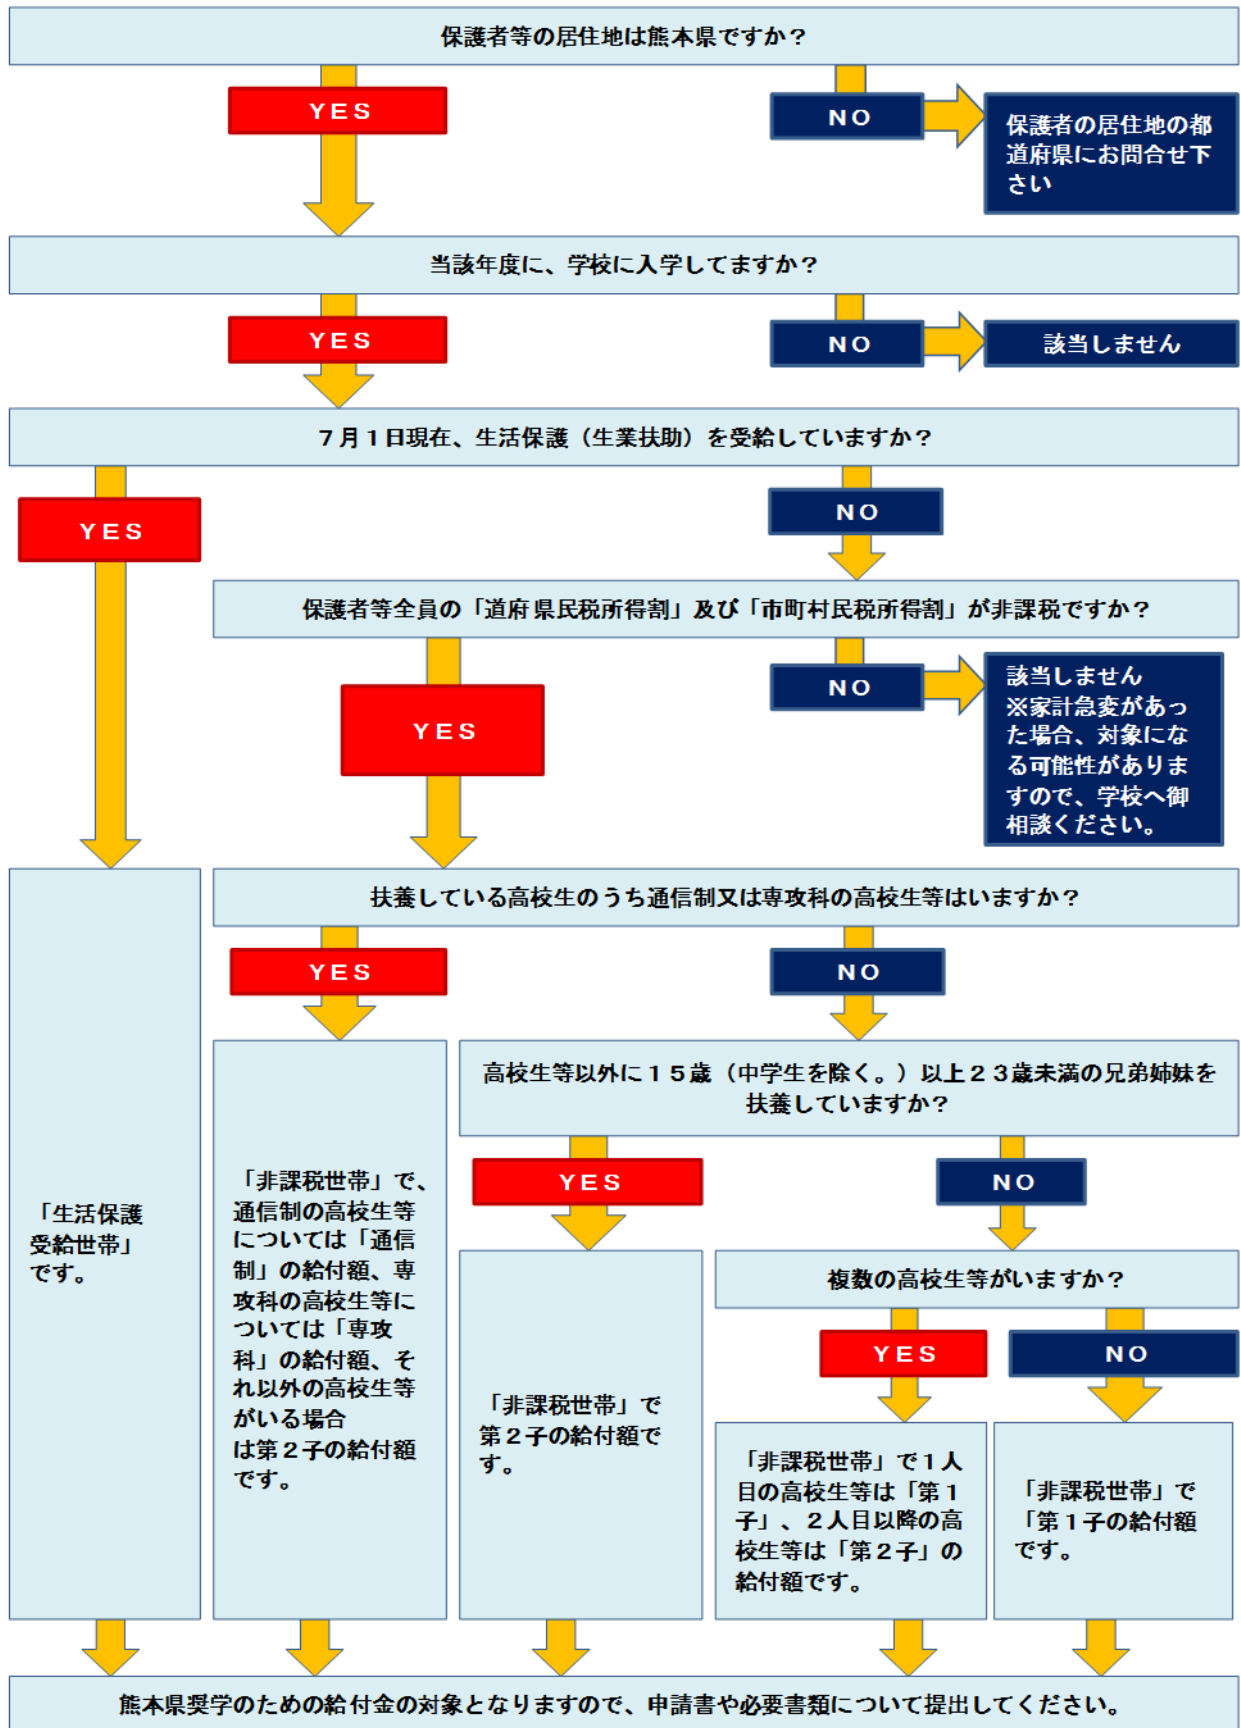 保護者等の居住地は熊本県ですか？
YES
NO
保護者の居住地の都
道府県にお問合せ下
さい
当該年度に、学校に入学してますか？
YES
NO
該当しません
７月１日現在、生活保護（生業扶助）を受給していますか？
YES
NO
保護者等全員の「道府県民税所得割」及び「市町村民税所得割」が非課税ですか？
YES
NO
該当しません
※家計急変があっ
た場合、対象にな
る可能性がありま
すので、学校へ御
相談ください。
扶養している高校生のうち通信制又は専攻科の高校生等はいますか？
YES
NO
高校生等以外に１５歳（中学生を除く。）以上２３歳未満の兄弟姉妹を
扶養していますか？
YES
NO
複数の高校生等がいますか？
YES
NO
「生活保護
受給世帯」
です。
「非課税世帯」で、
通信制の高校生等
については「通信
制」の給付額、専
攻科の高校生等に
ついては「専攻
科」の給付額、そ
れ以外の高校生等
がいる場合
は第２子の給付額
です。
「非課税世帯」で
第２子の給付額で
す。
「非課税世帯」で１人
目の高校生等は「第１
子」、２人目以降の高
校生等は「第２子」の
給付額です。
「非課税世帯」で
「第１子の給付額
です。
熊本県奨学のための給付金の対象となりますので、申請書や必要書類について提出してください。